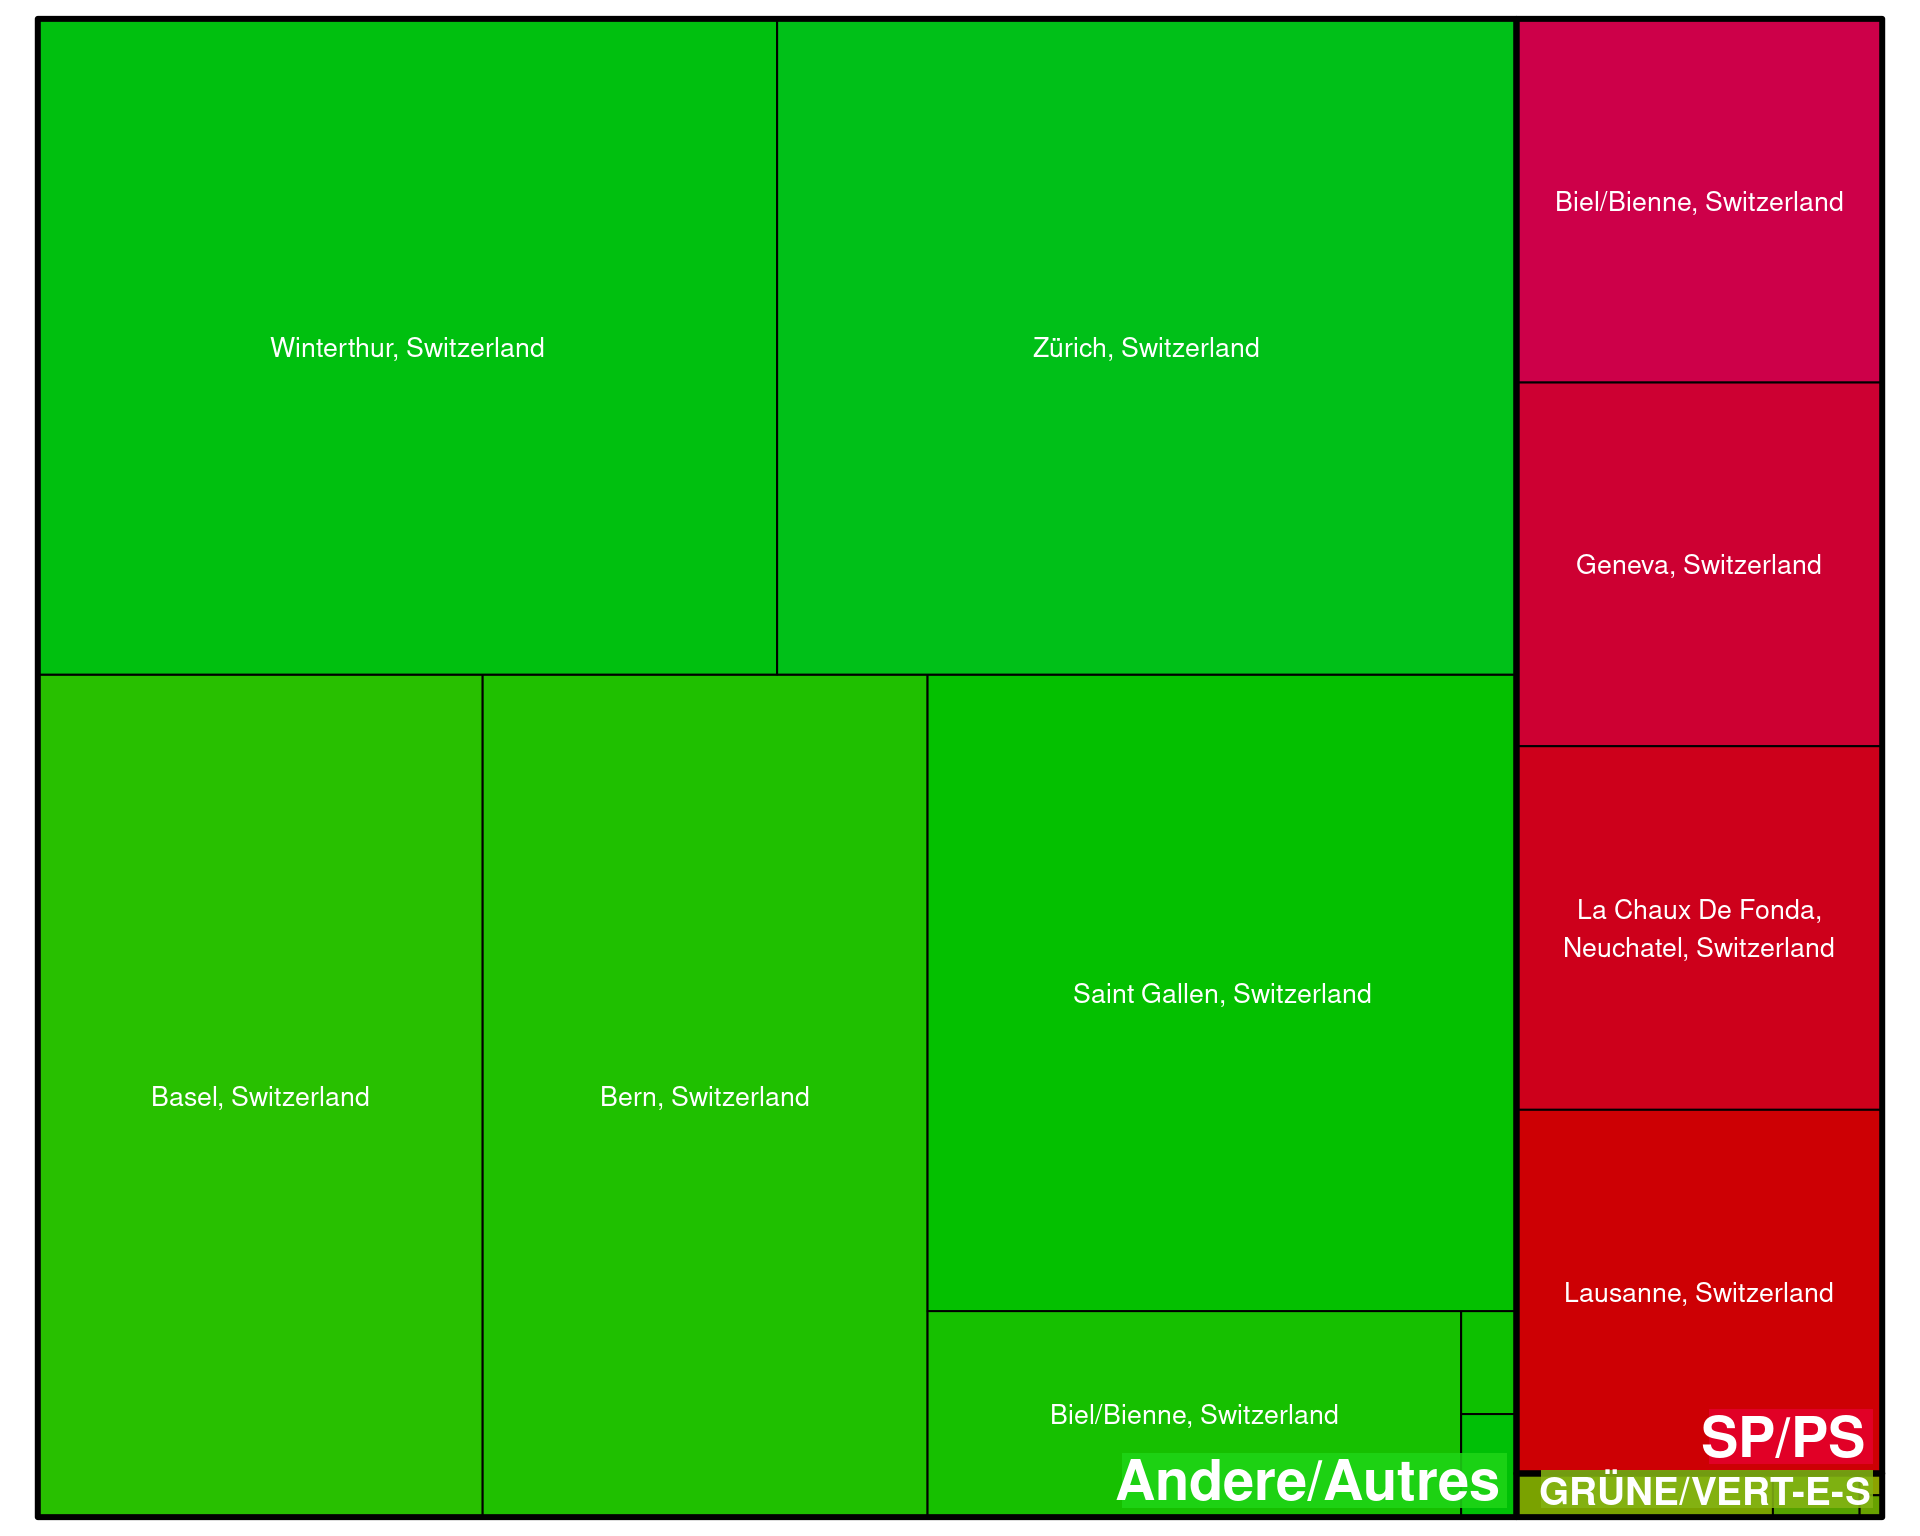 Winterthur, Switzerland
Zürich, Switzerland
Biel/Bienne, Switzerland
Geneva, Switzerland
La Chaux De Fonda,
Neuchatel, Switzerland
Saint Gallen, Switzerland
Basel, Switzerland
Bern, Switzerland
Lausanne, Switzerland
Biel/Bienne, Switzerland
SP/PS
Andere/Autres
GRÜNE/VERT-E-S